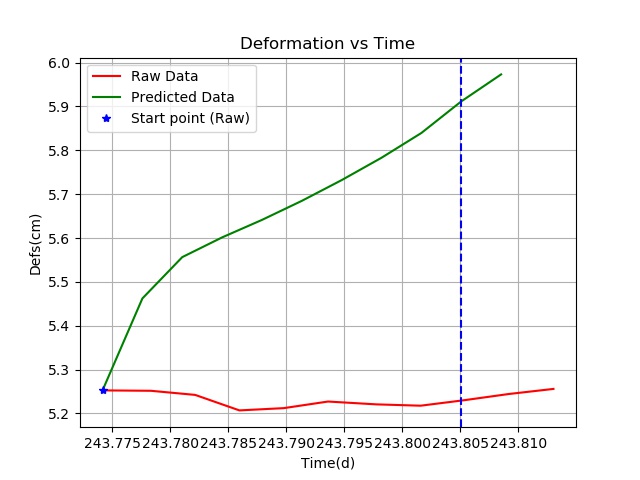 Deformation vs Time
Raw Data
Predicted Data
Start point (Raw)
6.0
5.9
5.8
5.7
5.6
5.5
5.4
5.3
5.2
Defs(cm)
243.775 243.780 243.785 243.790 243.795 243.800 243.805 243.810
Time(d)